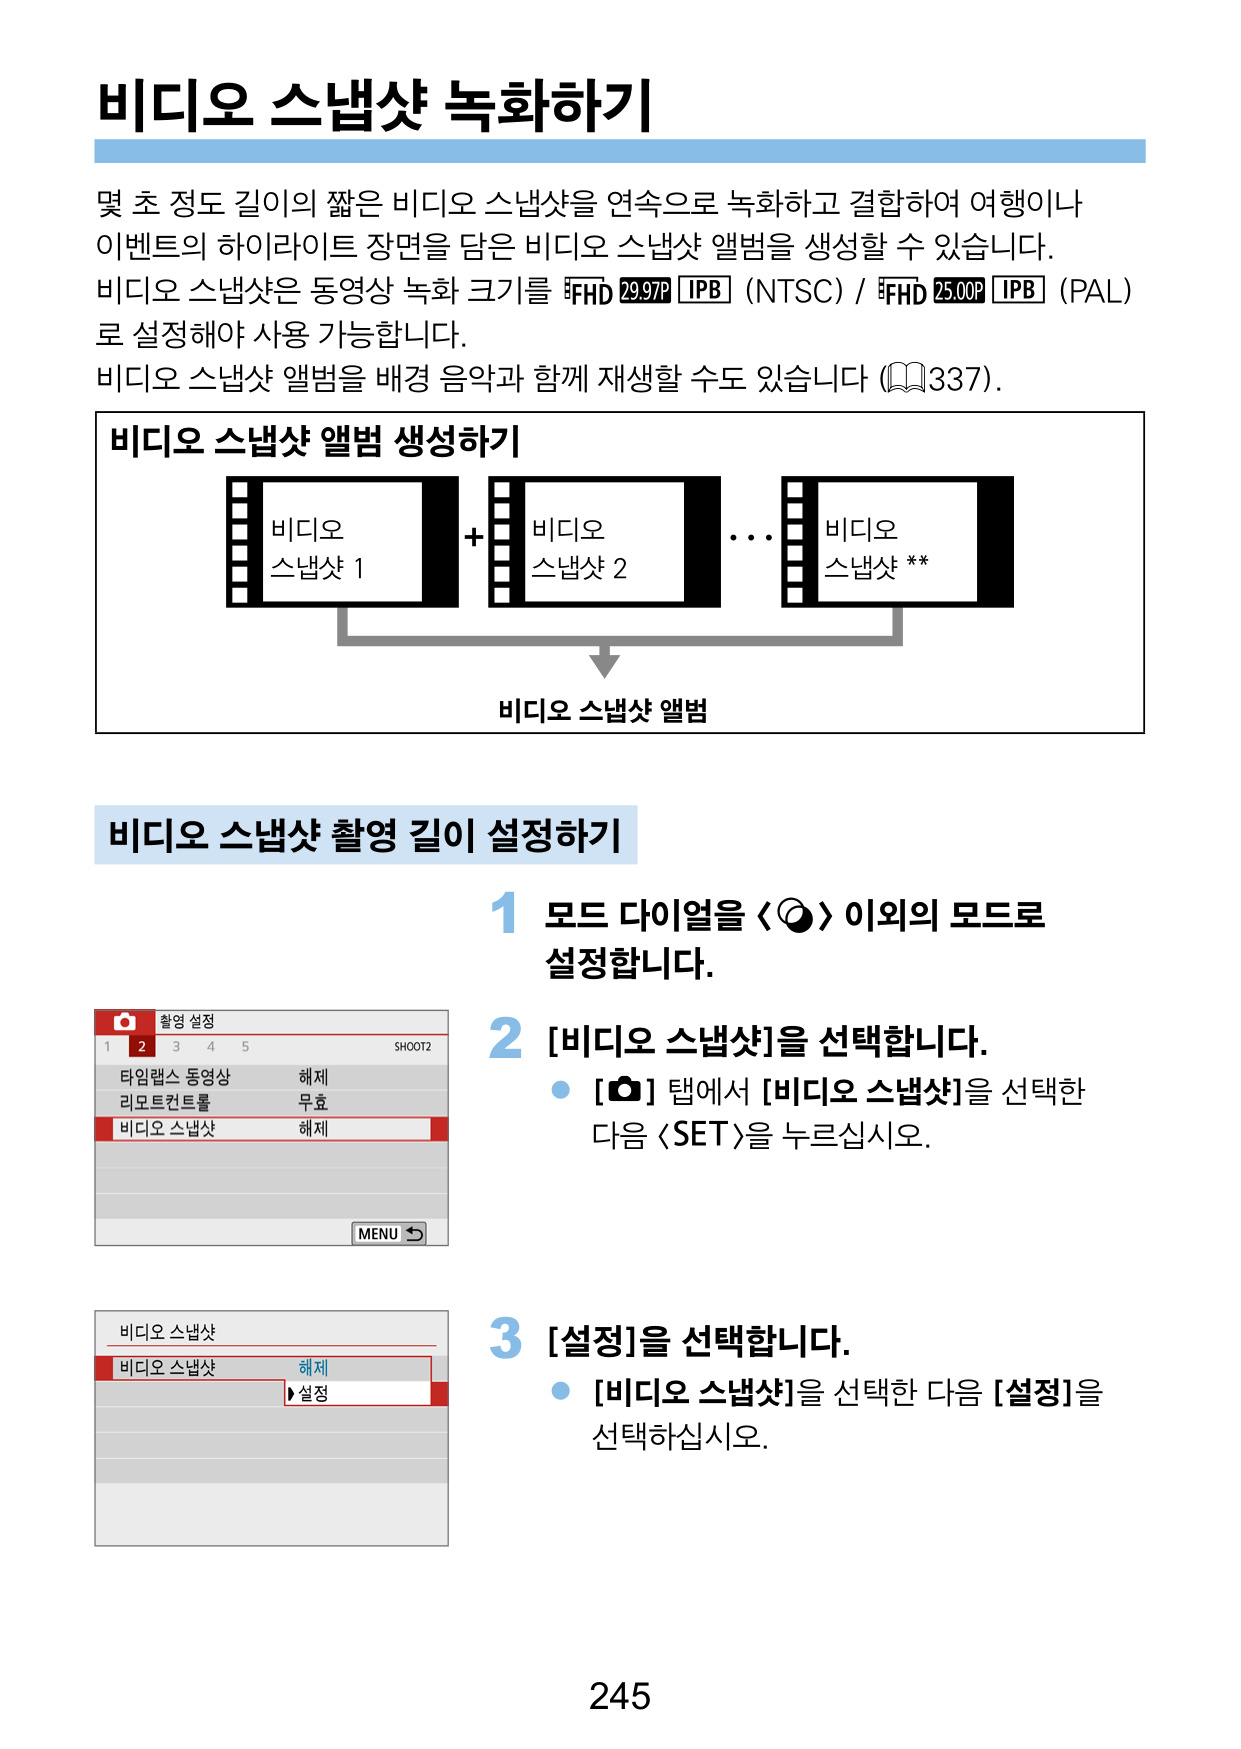 비디오 스냅샷 녹화하기
몇 초 정도 길이의 짧은 비디오 스냅샷을 연속으로 녹화하고 결합하여 여행이나
이벤트의 하이라이트 장면을 담은 비디오 스냅샷 앨범을 생성할 수 있습니다.
비디오 스냅샷은 동영상 녹화 크기를 FHD 29.97P IPB (NTSC) / FHD 25.00P IPB (PAL)
로 설정해야 사용 가능합니다.
비디오 스냅샷 앨범을 배경 음악과 함께 재생할 수도 있습니다 (337).
비디오 스냅샷 앨범 생성하기
비디오
스냅샷 1
+
비디오
스냅샷 2
...
비디오
스냅샷 **
비디오 스냅샷 앨범
비디오 스냅샷 촬영 길이 설정하기
1 모드 다이얼을 < > 이외의 모드로
설정합니다.
촬영 설정
1 2 3 4 5 SHOOT2
타임랩스 동영상 해제
리모트컨트롤 무효
비디오 스냅샷 해제
MENU
2 [비디오 스냅샷]을 선택합니다.
● [ ] 탭에서 [비디오 스냅샷]을 선택한
다음 <SET>을 누르십시오.
비디오 스냅샷
비디오 스냅샷 해제
설정
3 [설정]을 선택합니다.
● [비디오 스냅샷]을 선택한 다음 [설정]을
선택하십시오.
245